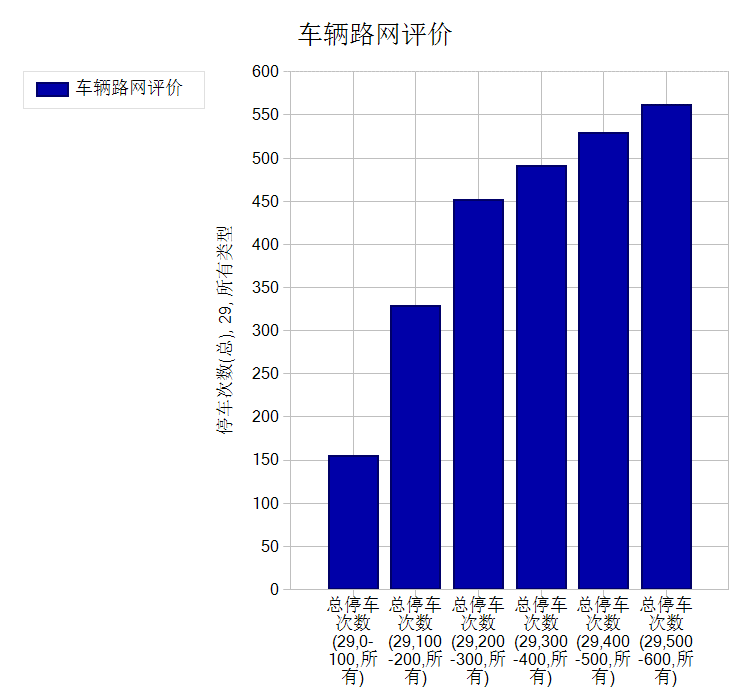 车辆路网评价
车辆路网评价
停车次数(总), 29, 所有类型
600
550
500
450
400
350
300
250
200
150
100
50
0
总停车
次数
(29,0-
100,所
有)
总停车
次数
(29,100
-200,所
有)
总停车
次数
(29,200
-300,所
有)
总停车
次数
(29,300
-400,所
有)
总停车
次数
(29,400
-500,所
有)
总停车
次数
(29,500
-600,所
有)